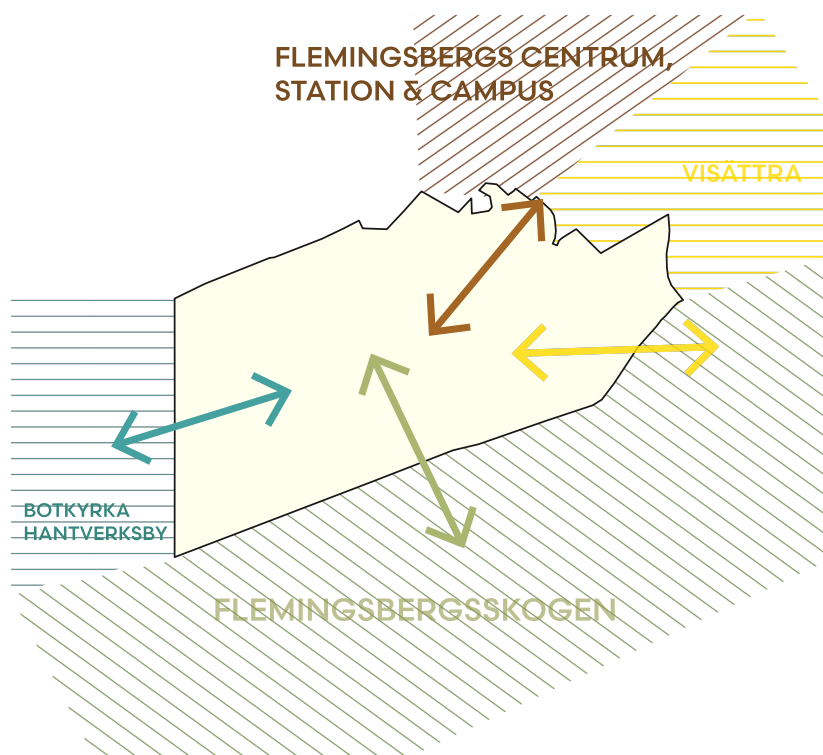 FLEMINGSBERGS CENTRUM,
STATION & CAMPUS
VISÄTTRA
BOTKYRKA
HANTVERKSBY
FLEMINGSBERGSSKOGEN